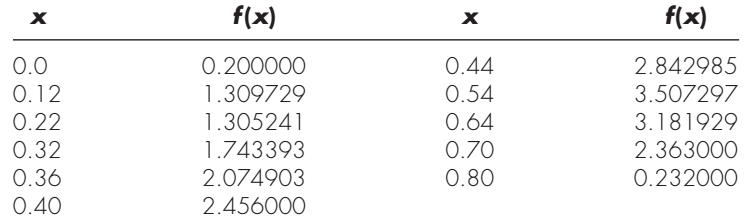 x f(x) x f(x)
0.0 0.200000 0.44 2.842985
0.12 1.309729 0.54 3.507297
0.22 1.305241 0.64 3.181929
0.32 1.743393 0.70 2.363000
0.36 2.074903 0.80 0.232000
0.40 2.456000